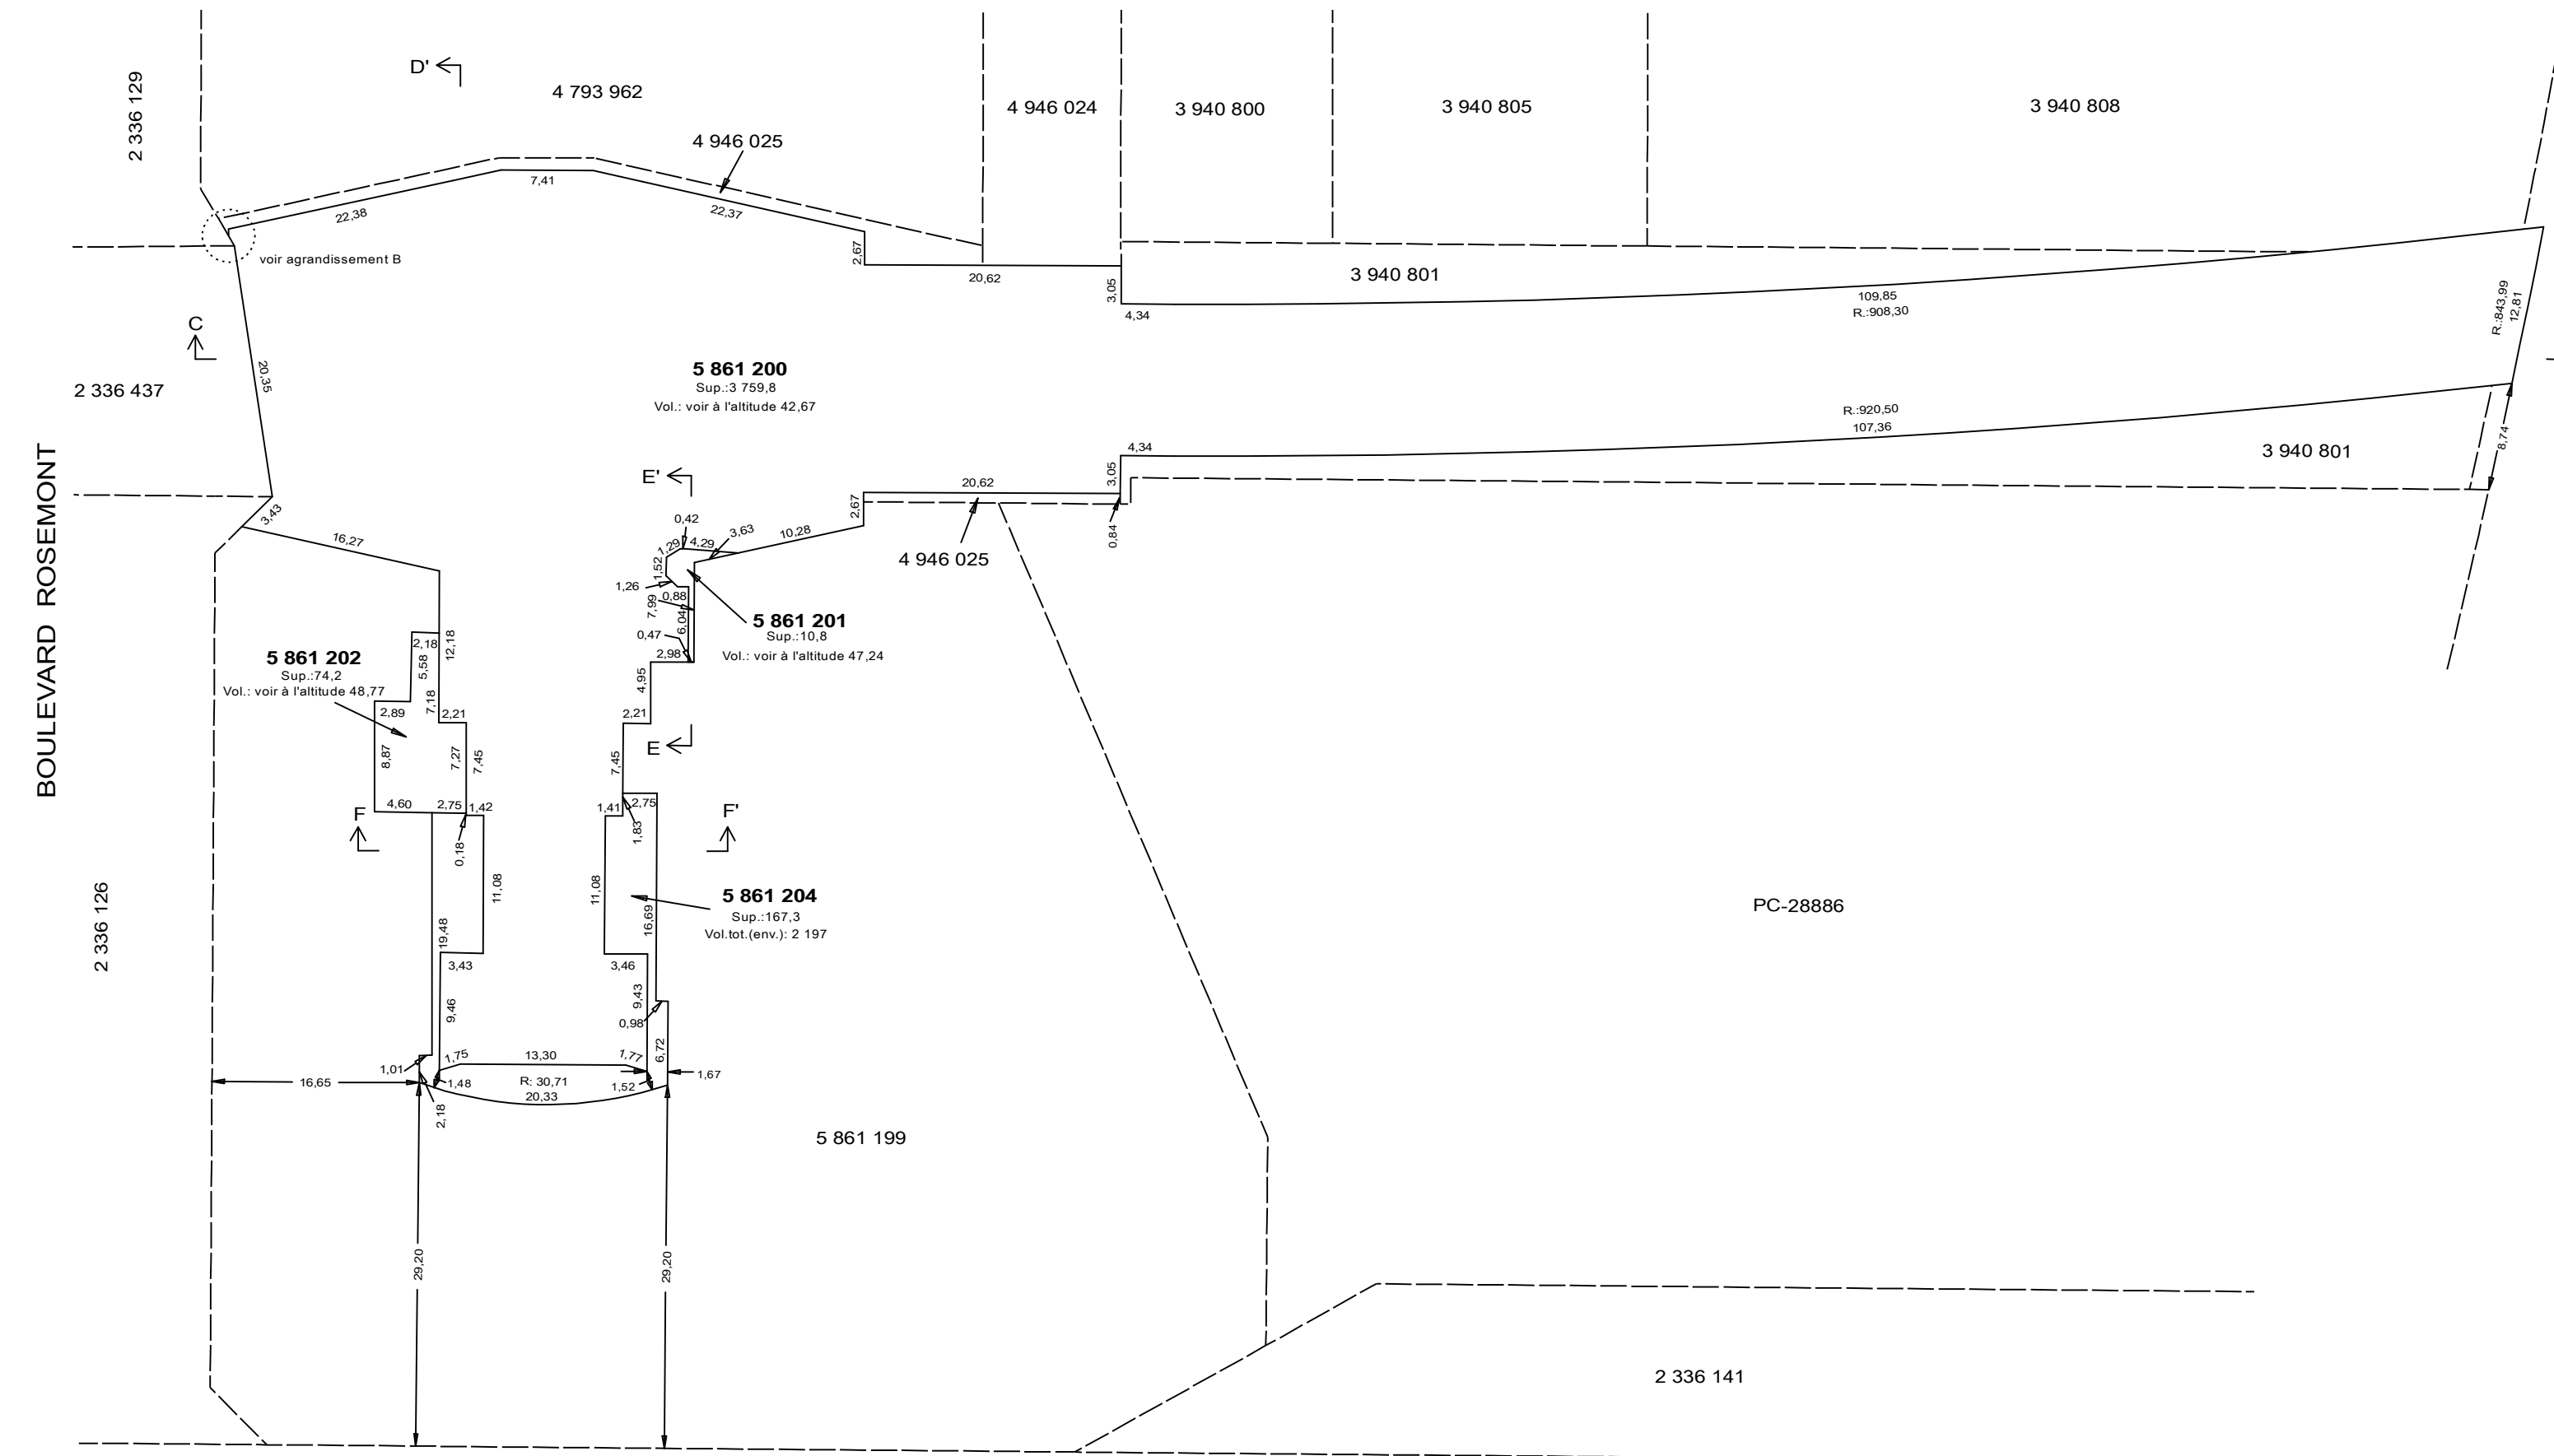 D'
4 793 962
4 946 025
4 946 024
3 940 800
3 940 805
3 940 808
2 336 129
7,41
22,38
22,37
2,67
voir agrandissement B
20,62
3,05
4,34
3 940 801
109,85
R.:908,30
R.:843,99
12,81
C
20,35
2 336 437
5 861 200
Sup.:3 759,8
Vol.: voir à l'altitude 42,67
R.:920,50
107,36
4,34
3,05
8,74
3 940 801
BOULEVARD ROSEMONT
E'
20,62
2,67
0,84
4 946 025
3,43
16,27
0,42
3,63
10,28
1,29
4,29
1,52
1,26
0,88
7,99
6,04
0,47
2,98
5 861 201
Sup.:10,8
Vol.: voir à l'altitude 47,24
5 861 202
Sup.:74,2
Vol.: voir à l'altitude 48,77
2,18
12,18
5,58
7,18
2,89
2,21
4,95
2,21
E
8,87
7,27
7,45
7,45
4,60
2,75
1,42
1,41
2,75
1,83
F
F'
0,18
11,08
11,08
5 861 204
Sup.:167,3
Vol.tot.(env.): 2 197
16,69
19,48
3,43
3,46
9,46
9,43
0,98
6,72
2 336 126
PC-28886
1,01
1,75
13,30
1,77
16,65
1,48
R: 30,71
1,52
1,67
20,33
2,18
5 861 199
29,20
29,20
2 336 141